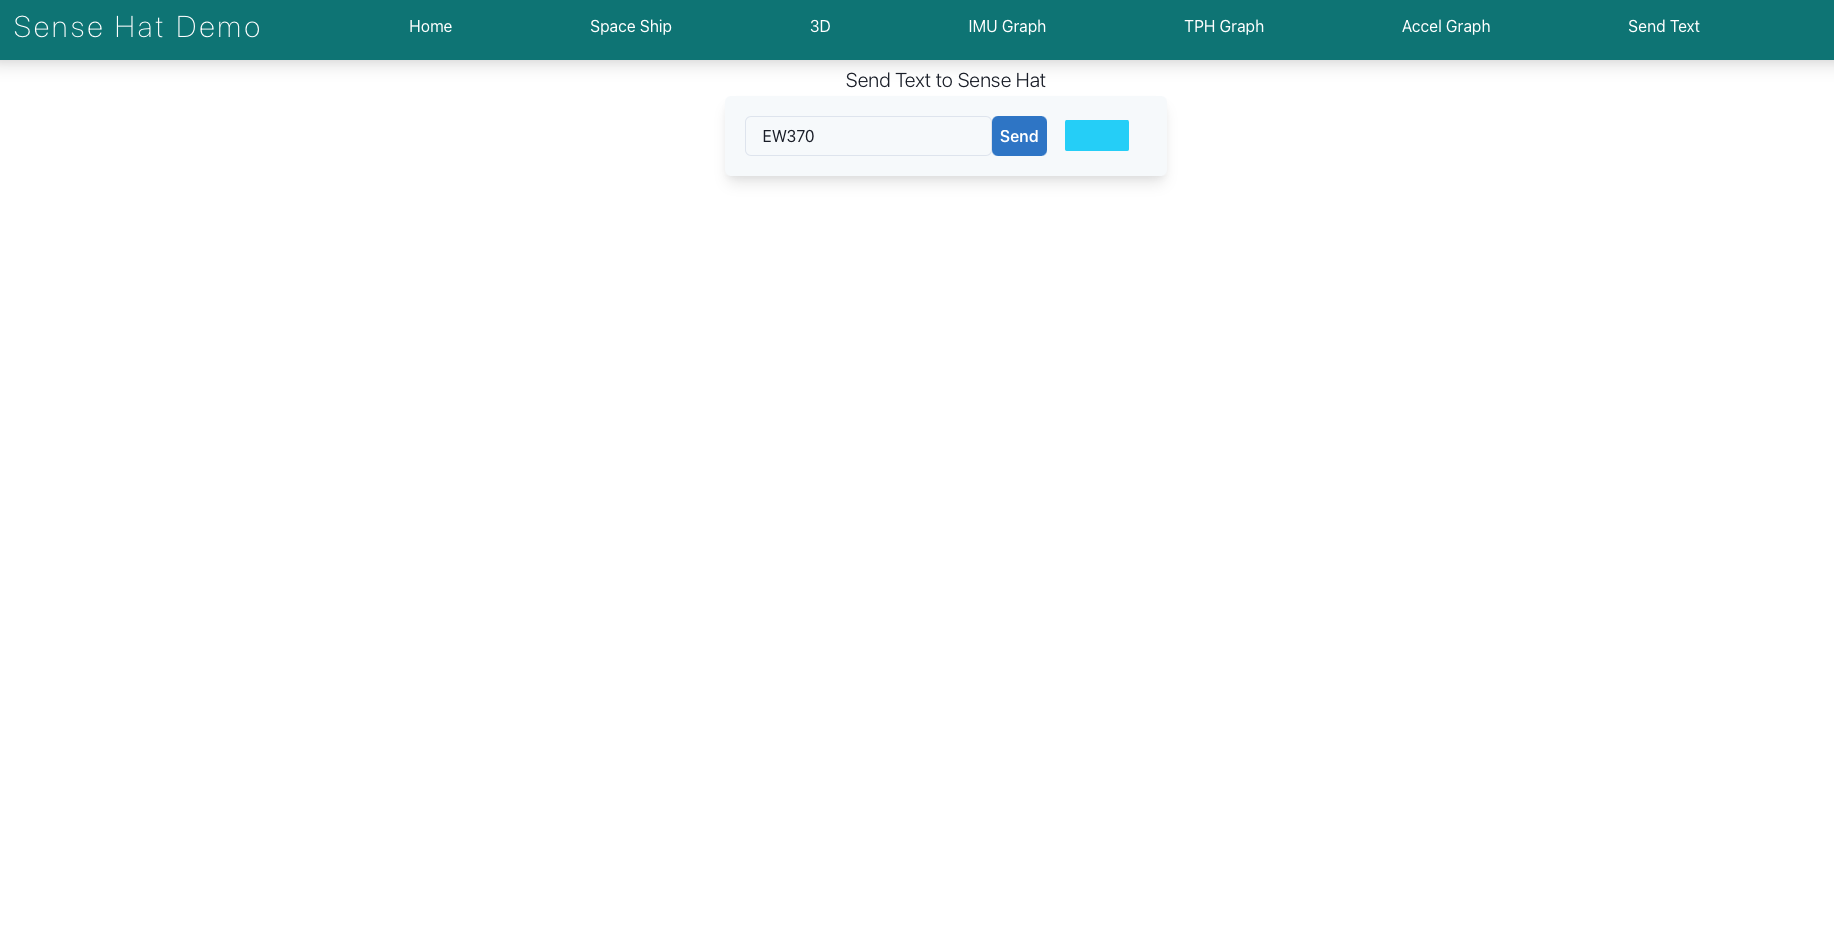 Sense Hat Demo Home Space Ship 3D IMU Graph TPH Graph Accel Graph Send Text
Send Text to Sense Hat
EW370 Send